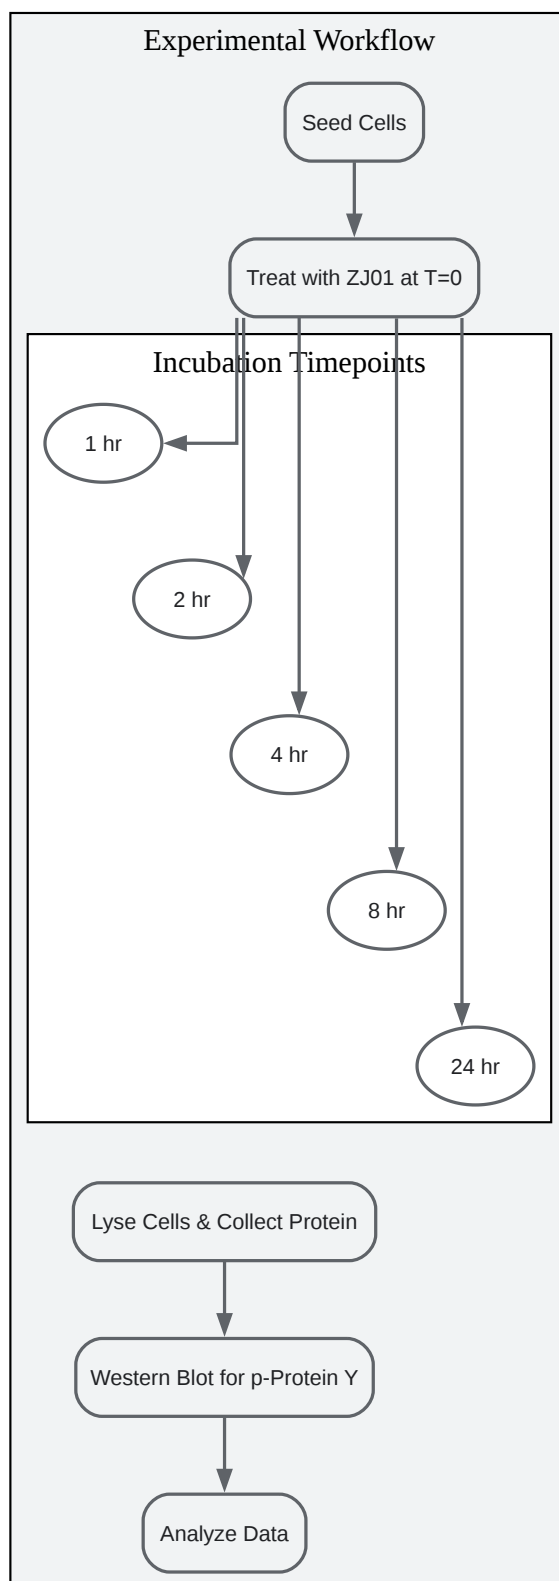 Experimental Workflow
Seed Cells
Treat with ZJ01 at T=0
Incubation Timepoints
1 hr
2 hr
4 hr
8 hr
24 hr
Lyse Cells & Collect Protein
Western Blot for p-Protein Y
Analyze Data